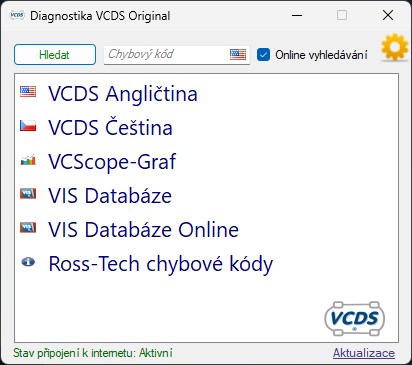 VCDS Diagnostika VCDS Original
Hledat Chybový kód Online vyhledávání
VCDS Angličtina
VCDS Čeština
VCScope-Graf
VIS Databáze
VIS Databáze Online
Ross-Tech chybové kódy
VCDS
Stav připojení k internetu: Aktivní Aktualizace